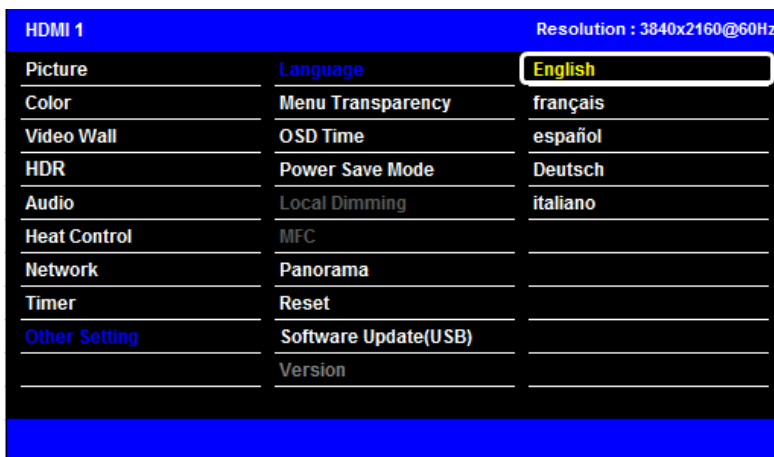 HDMI 1 Resolution : 3840x2160@60Hz
Picture Language English
Color Menu Transparency français
Video Wall OSD Time español
HDR Power Save Mode Deutsch
Audio Local Dimming italiano
Heat Control MFC
Network Panorama
Timer Reset
Other Setting Software Update(USB)
Version